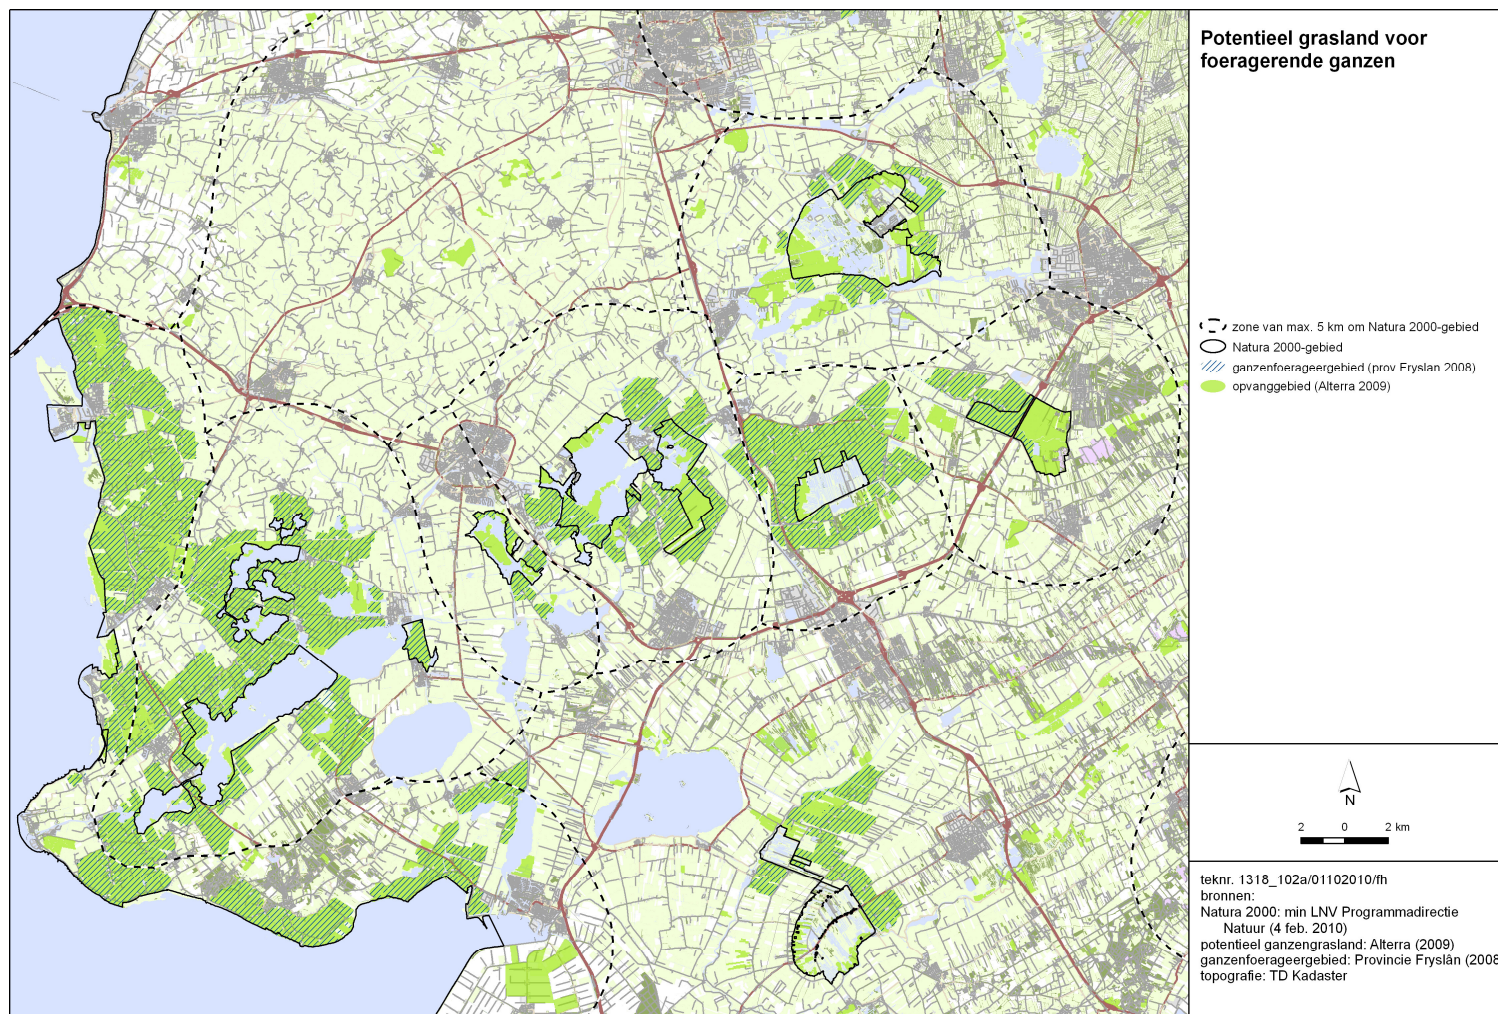 Potentieel grasland voor
foeragerende ganzen
zone van max. 5 km om Natura 2000-gebied
Natura 2000-gebied
ganzenfoerageergebied (prov. Fryslan 2008)
opvanggebied (Alterra 2009)
N
2 0 2 km
teknr. 1318_102a/01102010/fh
bronnen:
Natura 2000: min LNV Programmadirectie
Natuur (4 feb. 2010)
potentieel ganzengrasland: Alterra (2009)
ganzenfoerageergebied: Provincie Fryslân (2008
topografie: TD Kadaster